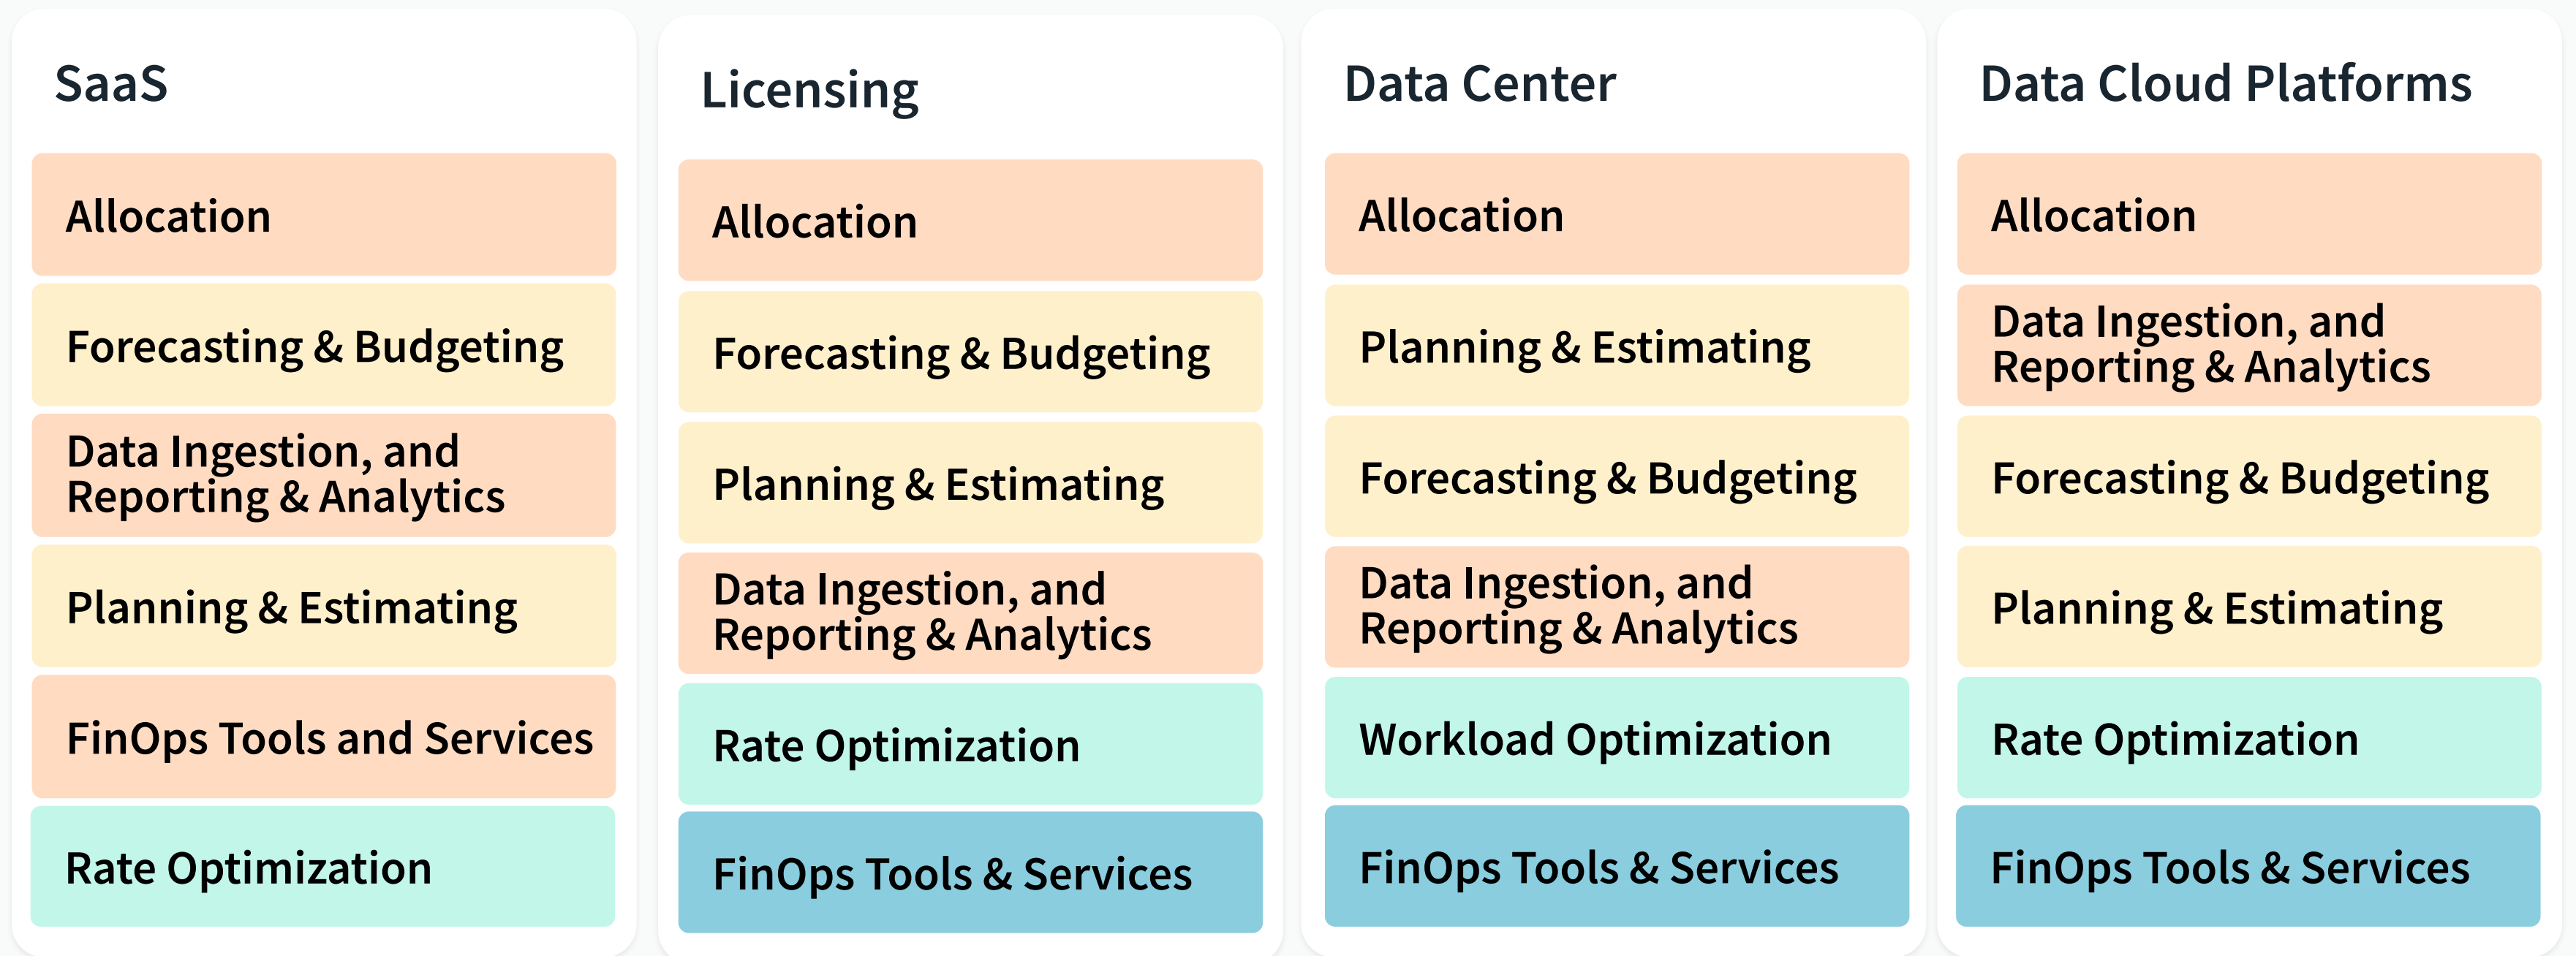 SaaS
Allocation
Forecasting & Budgeting
Data Ingestion, and
Reporting & Analytics
Planning & Estimating
FinOps Tools and Services
Rate Optimization
Licensing
Allocation
Forecasting & Budgeting
Planning & Estimating
Data Ingestion, and
Reporting & Analytics
Rate Optimization
FinOps Tools & Services
Data Center
Allocation
Planning & Estimating
Forecasting & Budgeting
Data Ingestion, and
Reporting & Analytics
Workload Optimization
FinOps Tools & Services
Data Cloud Platforms
Allocation
Data Ingestion, and
Reporting & Analytics
Forecasting & Budgeting
Planning & Estimating
Rate Optimization
FinOps Tools & Services